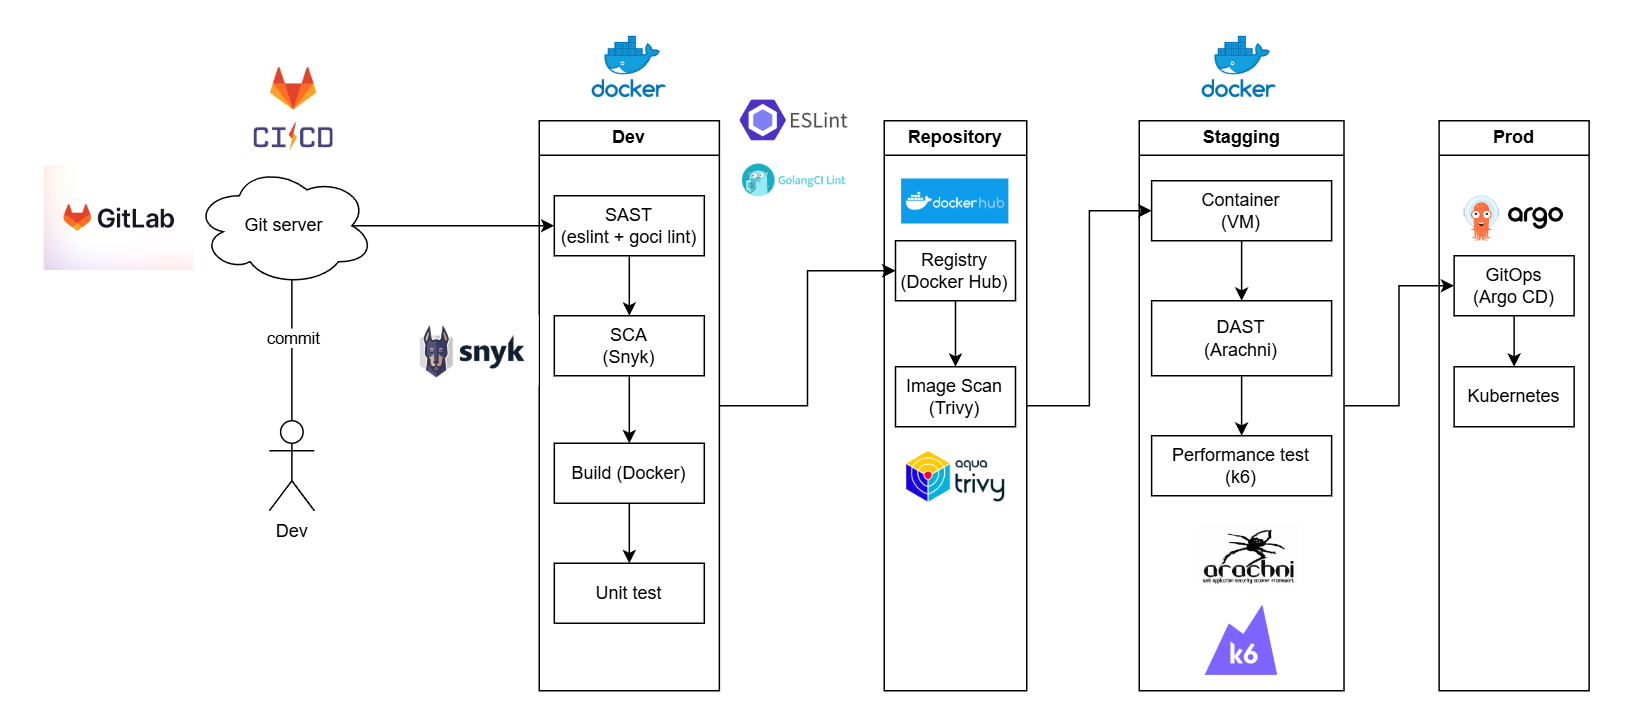 GitLab
CI/CD
Git server
commit
Dev
snyk
docker
Dev
SAST
(eslint + goci lint)
SCA
(Snyk)
Build (Docker)
Unit test
ESLint
GolangCI Lint
Repository
dockerhub
Registry
(Docker Hub)
Image Scan
(Trivy)
aqua
trivy
docker
Stagging
Container
(VM)
DAST
(Arachni)
Performance test
(k6)
arachni
web application security scanner framework
k6
Prod
argo
GitOps
(Argo CD)
Kubernetes